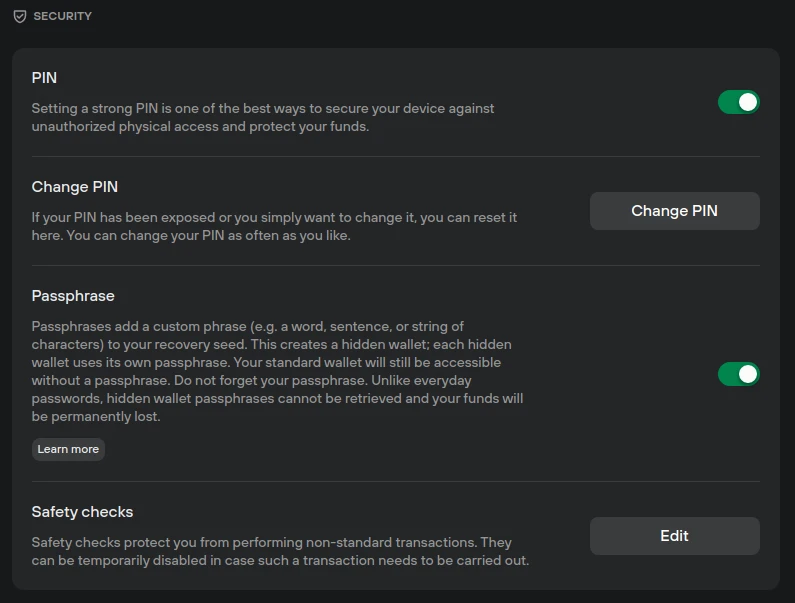 SECURITY
PIN
Setting a strong PIN is one of the best ways to secure your device against
unauthorized physical access and protect your funds.
Change PIN
If your PIN has been exposed or you simply want to change it, you can reset it
here. You can change your PIN as often as you like.
Change PIN
Passphrase
Passphrases add a custom phrase (e.g. a word, sentence, or string of
characters) to your recovery seed. This creates a hidden wallet; each hidden
wallet uses its own passphrase. Your standard wallet will still be accessible
without a passphrase. Do not forget your passphrase. Unlike everyday
passwords, hidden wallet passphrases cannot be retrieved and your funds will
be permanently lost.
Learn more
Safety checks
Safety checks protect you from performing non-standard transactions. They
can be temporarily disabled in case such a transaction needs to be carried out.
Edit